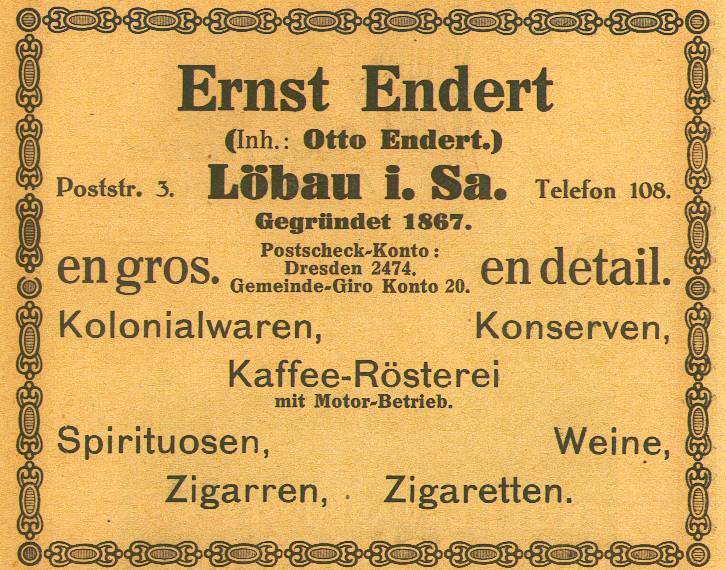 Ernst Endert
(Inh.: Otto Endert.)
Poststr. 3. Löbau i. Sa. Telefon 108.
Gegründet 1867.
en gros. Postscheck-Konto: Dresden 2474. Gemeinde-Giro Konto 20. en detail.
Kolonialwaren, Konserven,
Kaffee-Rösterei
mit Motor-Betrieb.
Spirituosen, Weine,
Zigarren, Zigaretten.